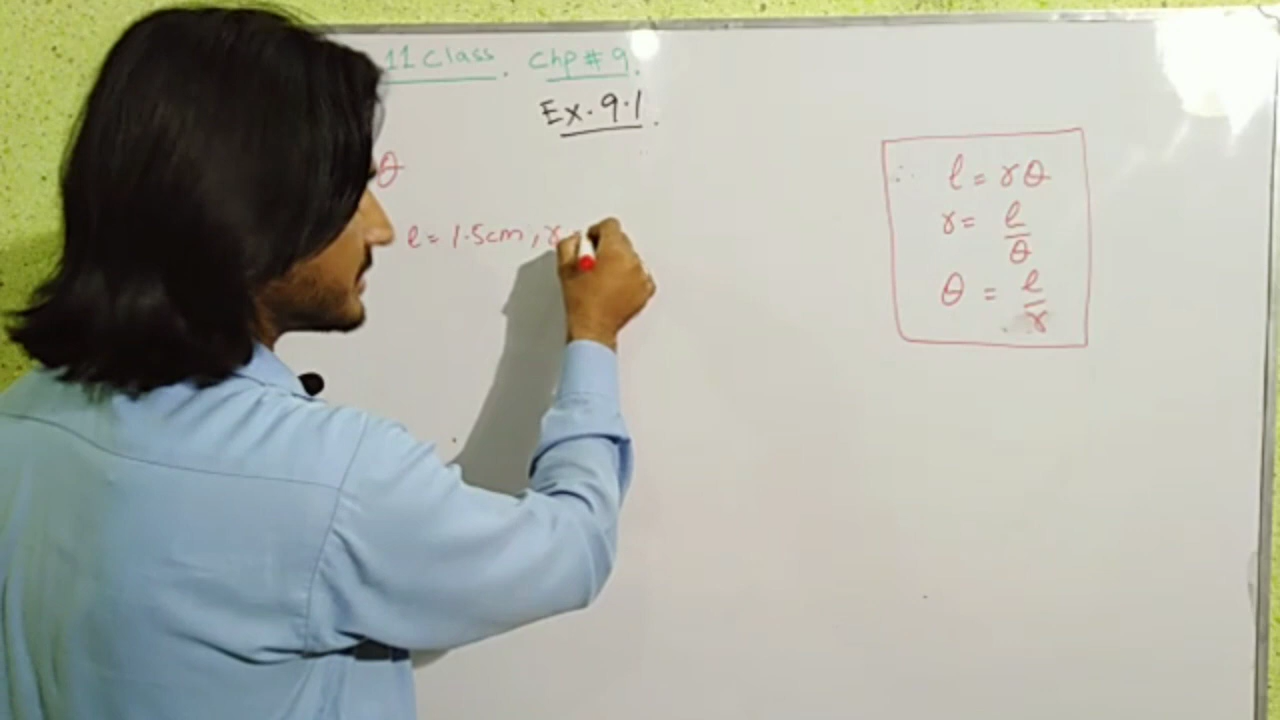 11 Class. Chp # 9.
Ex. 9.1.
θ
l = 1.5cm, r
∴ l = rθ
r = l/θ
θ = l/r